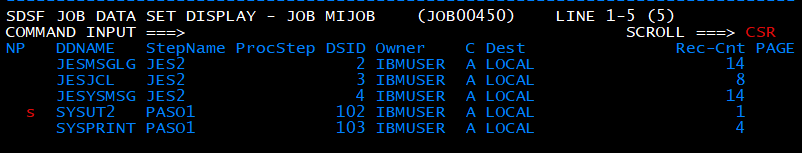 SDSF JOB DATA SET DISPLAY - JOB MIJOB (JOB00450) LINE 1-5 (5)
COMMAND INPUT ===> SCROLL ===> CSR
NP DDNAME StepName ProcStep DSID Owner C Dest Rec-Cnt PAGE
JESMSGLG JES2 2 IBMUSER A LOCAL 14
JESJCL JES2 3 IBMUSER A LOCAL 8
JESYSMSG JES2 4 IBMUSER A LOCAL 14
s SYSUT2 PASO1 102 IBMUSER A LOCAL 1
SYSPRINT PASO1 103 IBMUSER A LOCAL 4